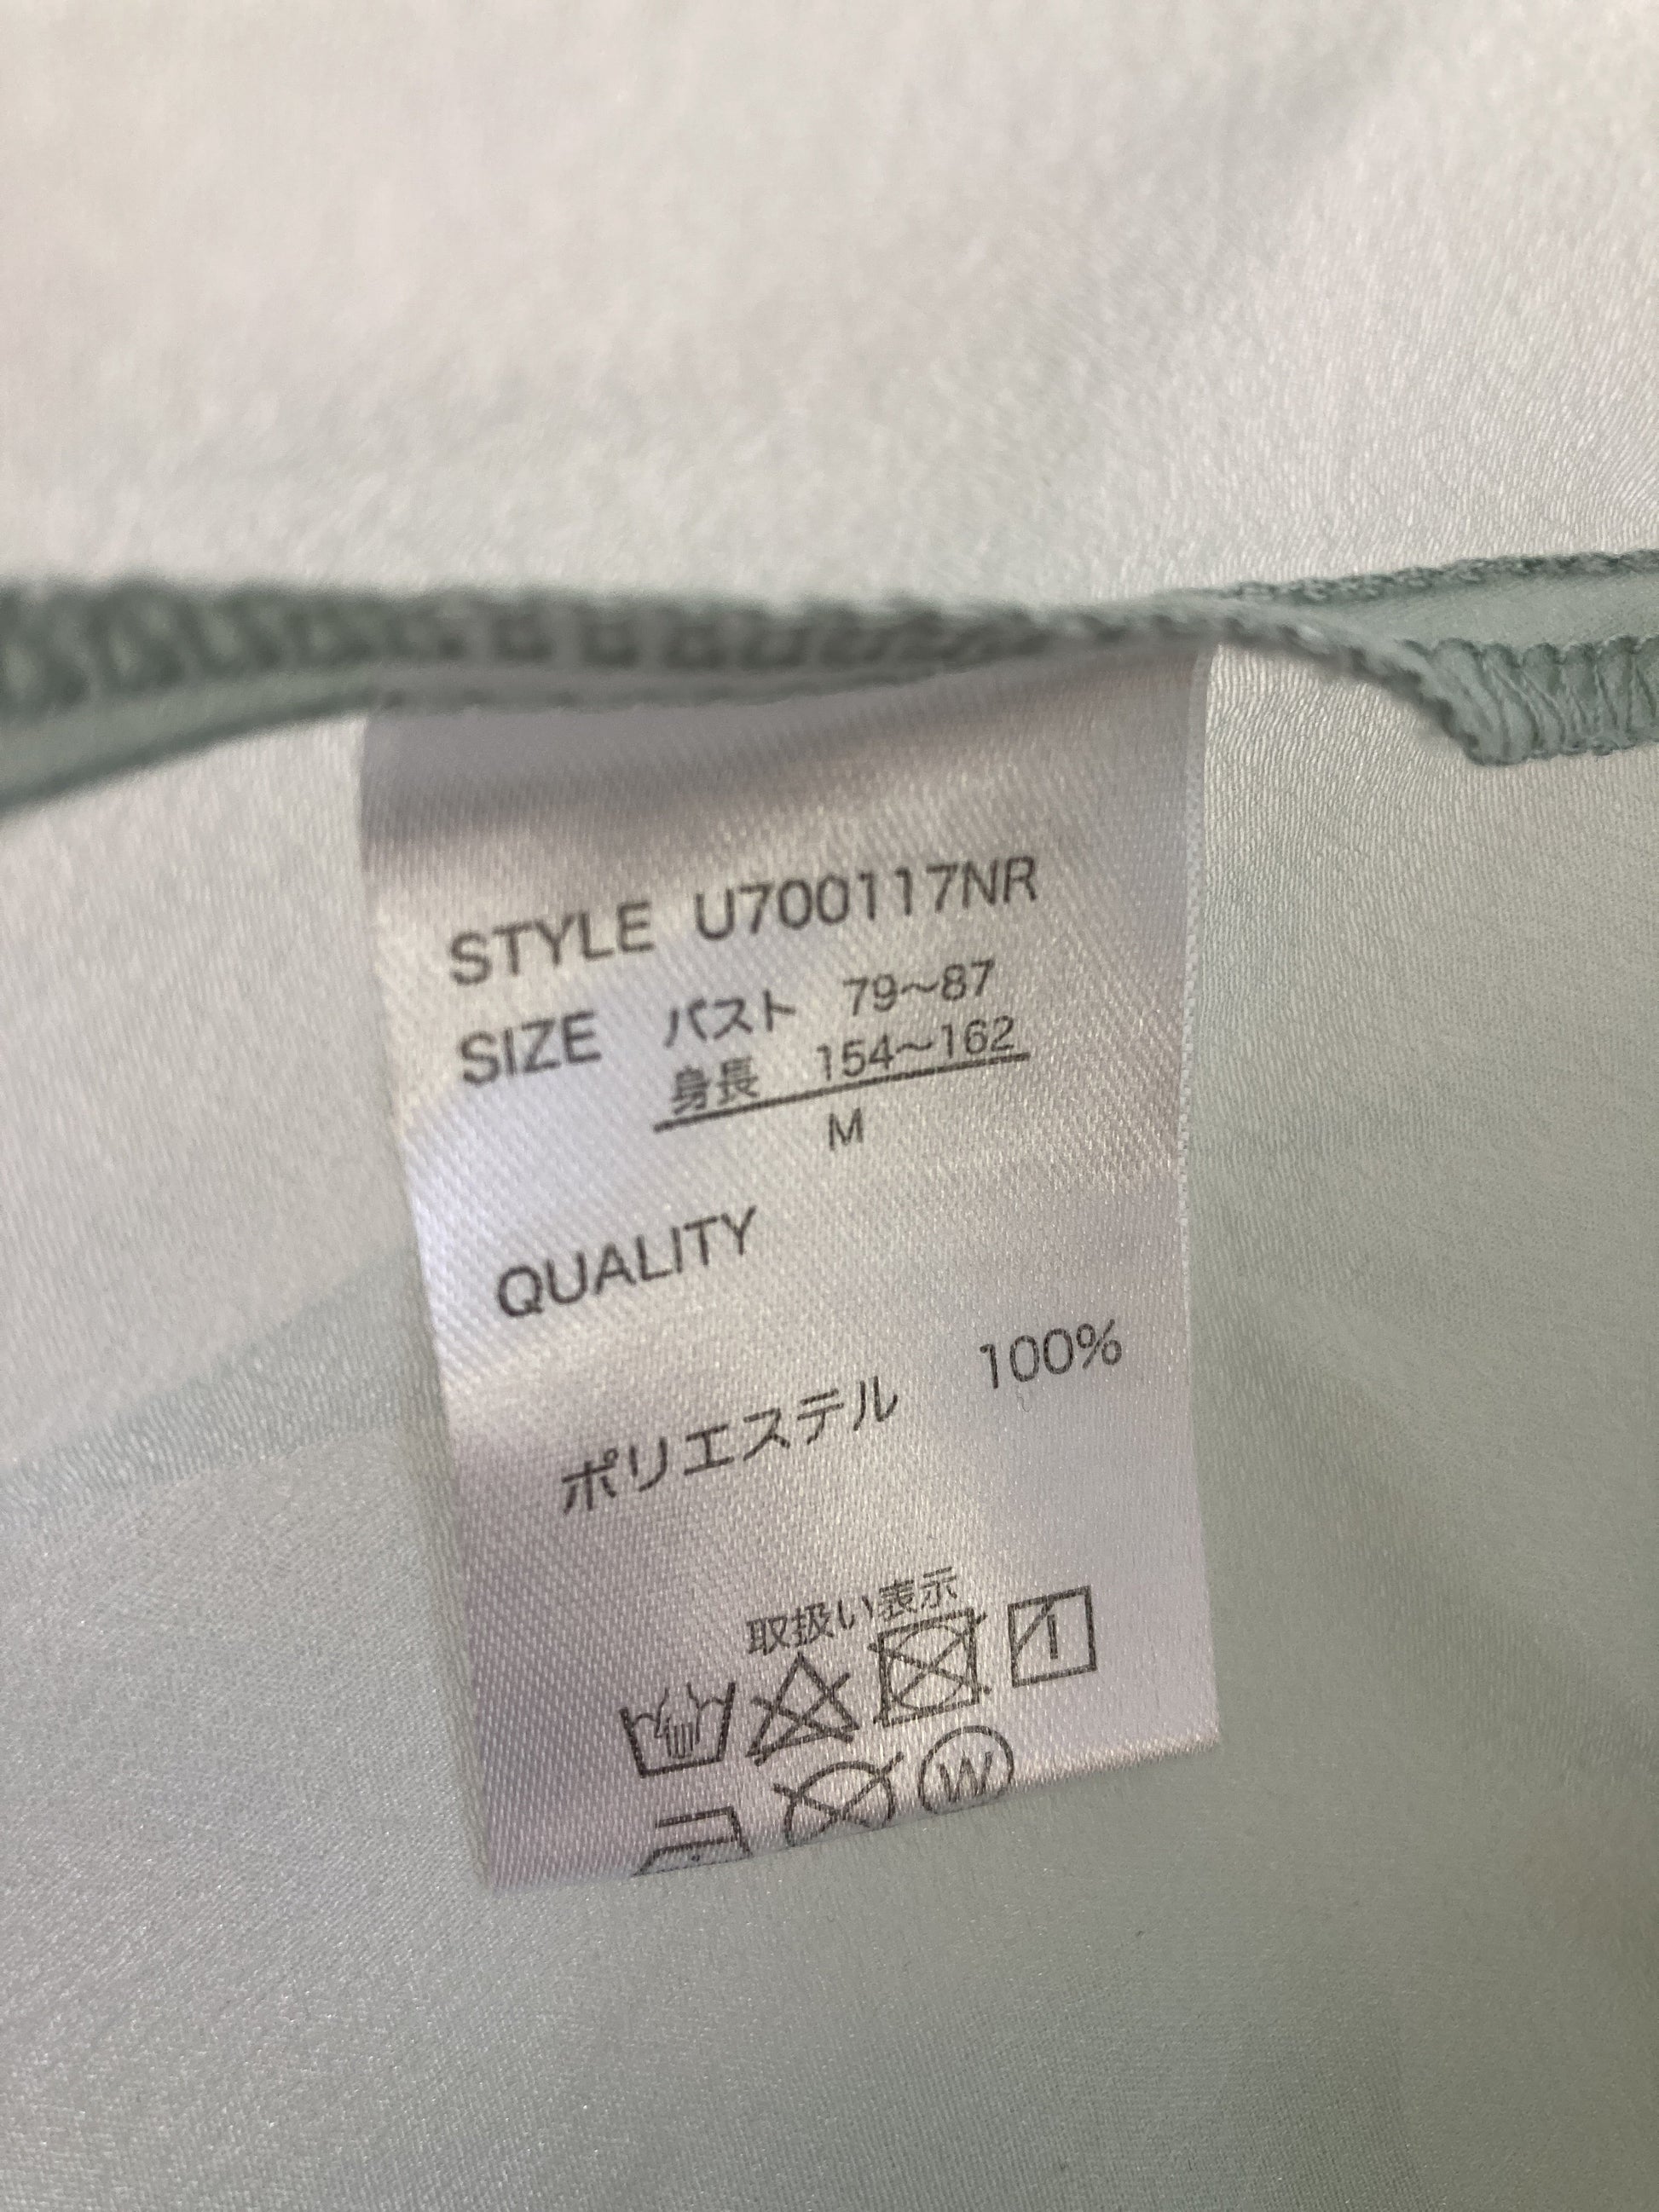 STYLE U700117NR
SIZE バスト 79〜87
身長 154〜162
M
QUALITY
ポリエステル 100%
取扱い表示
W